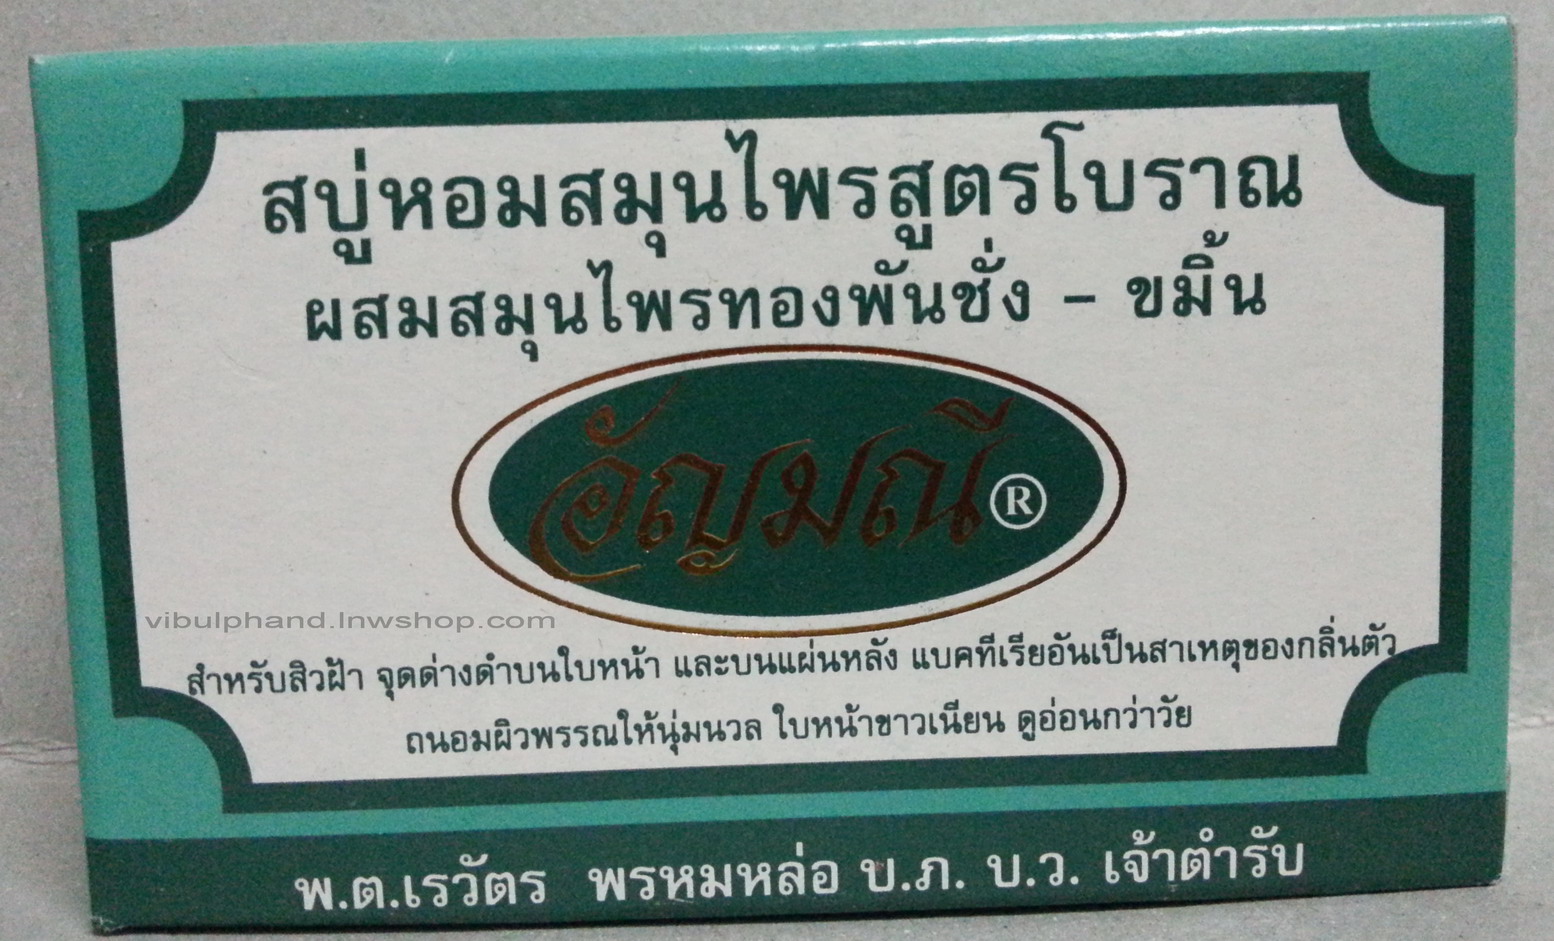 สบู่หอมสมุนไพรสูตรโบราณ
ผสมสมุนไพรทองพันชั่ง - ขมิ้น
อัญมณี®
vibulphand.lnwshop.com
สำหรับสิวฝ้า จุดด่างดำบนใบหน้า และบนแผ่นหลัง แบคทีเรียอันเป็นสาเหตุของกลิ่นตัว
ถนอมผิวพรรณให้นุ่มนวล ใบหน้าขาวเนียน ดูอ่อนกว่าวัย
พ.ต.เรวัตร พรหมหล่อ บ.ภ. บ.ว. เจ้าตำรับ